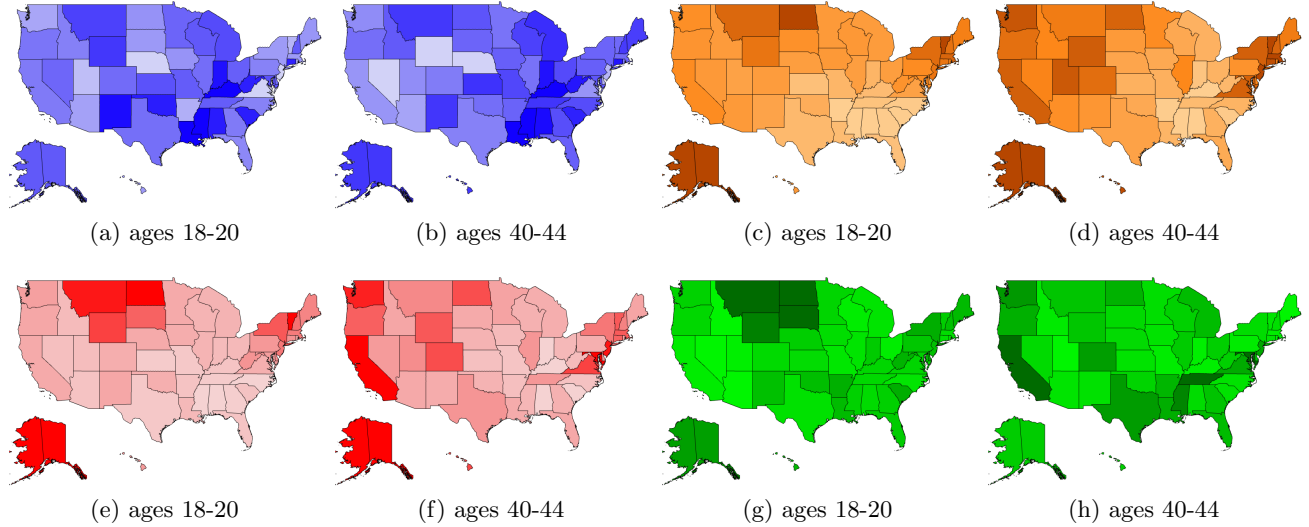 (a) ages 18-20
(b) ages 40-44
(c) ages 18-20
(d) ages 40-44
(e) ages 18-20
(f) ages 40-44
(g) ages 18-20
(h) ages 40-44